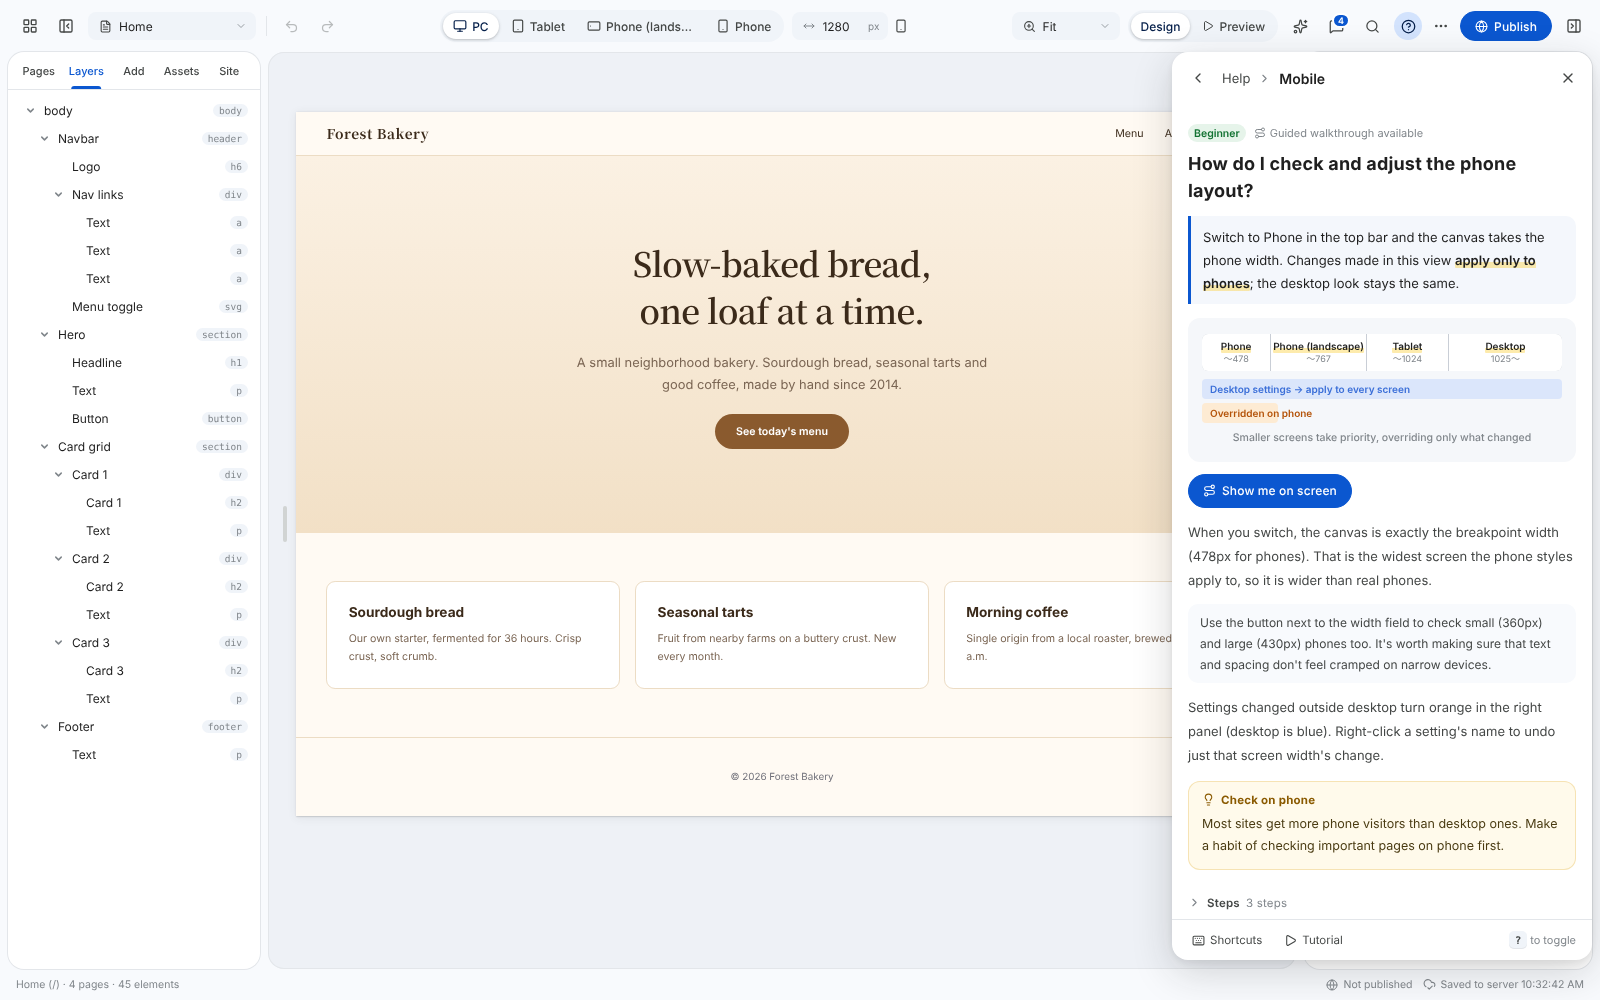 Home
PC
Tablet
Phone (lands...
Phone
1280 px
Fit
Design
Preview
4
Publish
Pages
Layers
Add
Assets
Site
body body
Navbar header
Logo h6
Nav links div
Text a
Text a
Text a
Menu toggle svg
Hero section
Headline h1
Text p
Button button
Card grid section
Card 1 div
Card 1 h2
Text p
Card 2 div
Card 2 h2
Text p
Card 3 div
Card 3 h2
Text p
Footer footer
Text p
Forest Bakery
Menu
A
Slow-baked bread,
one loaf at a time.
A small neighborhood bakery. Sourdough bread, seasonal tarts and
good coffee, made by hand since 2014.
See today's menu
Sourdough bread
Our own starter, fermented for 36 hours. Crisp
crust, soft crumb.
Seasonal tarts
Fruit from nearby farms on a buttery crust. New
every month.
Morning coffee
Single origin from a local roaster, brewed
a.m.
© 2026 Forest Bakery
Help > Mobile
Beginner
Guided walkthrough available
How do I check and adjust the phone
layout?
Switch to Phone in the top bar and the canvas takes the
phone width. Changes made in this view apply only to
phones; the desktop look stays the same.
Phone Phone (landscape) Tablet Desktop
~478 ~767 ~1024 1025~
Desktop settings → apply to every screen
Overridden on phone
Smaller screens take priority, overriding only what changed
Show me on screen
When you switch, the canvas is exactly the breakpoint width
(478px for phones). That is the widest screen the phone styles
apply to, so it is wider than real phones.
Use the button next to the width field to check small (360px)
and large (430px) phones too. It's worth making sure that text
and spacing don't feel cramped on narrow devices.
Settings changed outside desktop turn orange in the right
panel (desktop is blue). Right-click a setting's name to undo
just that screen width's change.
Check on phone
Most sites get more phone visitors than desktop ones. Make
a habit of checking important pages on phone first.
Steps 3 steps
Shortcuts
Tutorial
? to toggle
Home (/) · 4 pages · 45 elements
Not published
Saved to server 10:32:42 AM